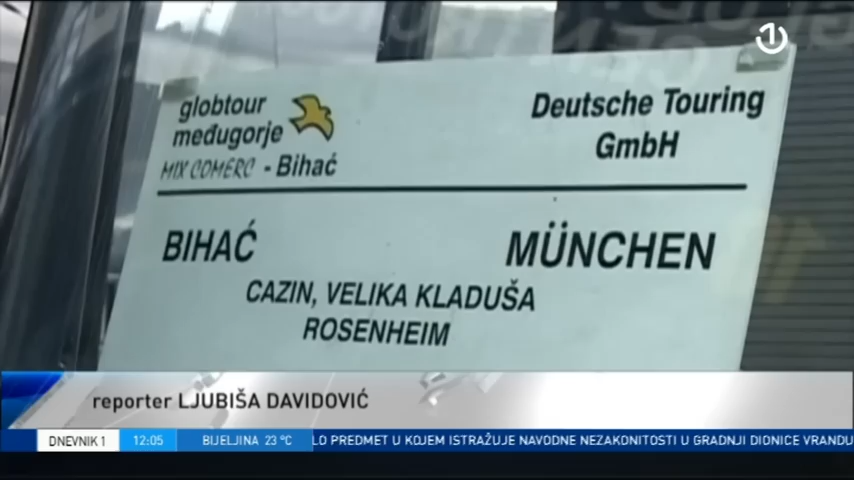 1
globtour
međugorje
MIX COMERC - Bihać
Deutsche Touring
GmbH
BIHAĆ MÜNCHEN
CAZIN, VELIKA KLADUŠA
ROSENHEIM
reporter LJUBIŠA DAVIDOVIĆ
DNEVNIK 1 12:05 BIJELJINA 23 °C LO PREDMET U KOJEM ISTRAŽUJE NAVODNE NEZAKONITOSTI U GRADNJI DIONICE VRANDU